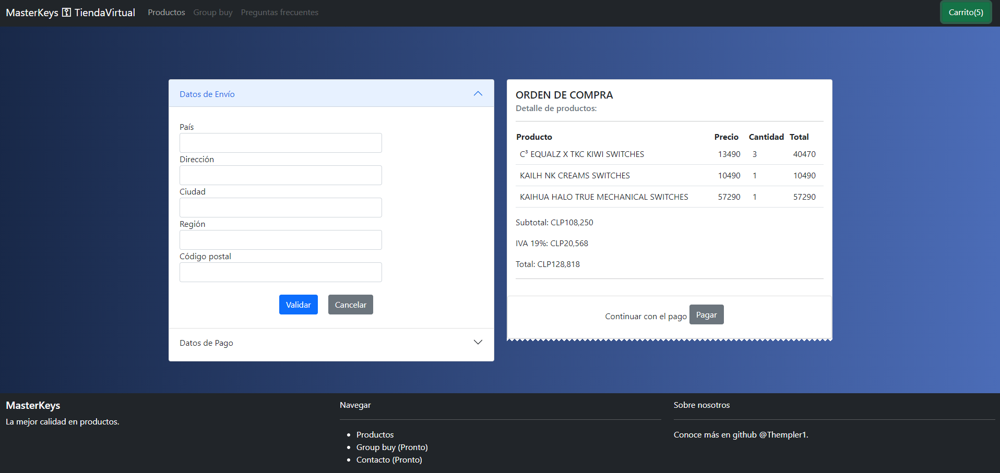 MasterKeys TiendaVirtual Productos Group buy Preguntas frecuentes Carrito(5)
Datos de Envío
País
Dirección
Ciudad
Región
Código postal
Validar Cancelar
Datos de Pago
ORDEN DE COMPRA
Detalle de productos:
Producto Precio Cantidad Total
C³ EQUALZ X TKC KIWI SWITCHES 13490 3 40470
KAILH NK CREAMS SWITCHES 10490 1 10490
KAIHUA HALO TRUE MECHANICAL SWITCHES 57290 1 57290
Subtotal: CLP108,250
IVA 19%: CLP20,568
Total: CLP128,818
Continuar con el pago Pagar
MasterKeys
La mejor calidad en productos.
Navegar
Productos
Group buy (Pronto)
Contacto (Pronto)
Sobre nosotros
Conoce más en github @Thempler1.